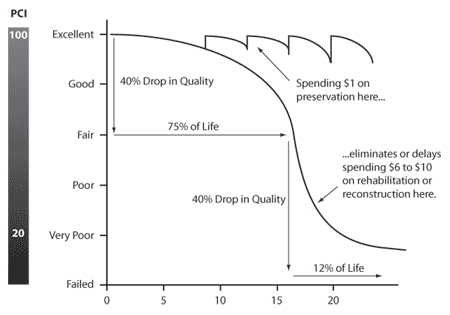 PCI
100
20
Excellent
Good
Fair
Poor
Very Poor
Failed
40% Drop in Quality
75% of Life
Spending $1 on
preservation here...
...eliminates or delays
spending $6 to $10
on rehabilitation or
reconstruction here.
40% Drop in Quality
12% of Life
0
5
10
15
20